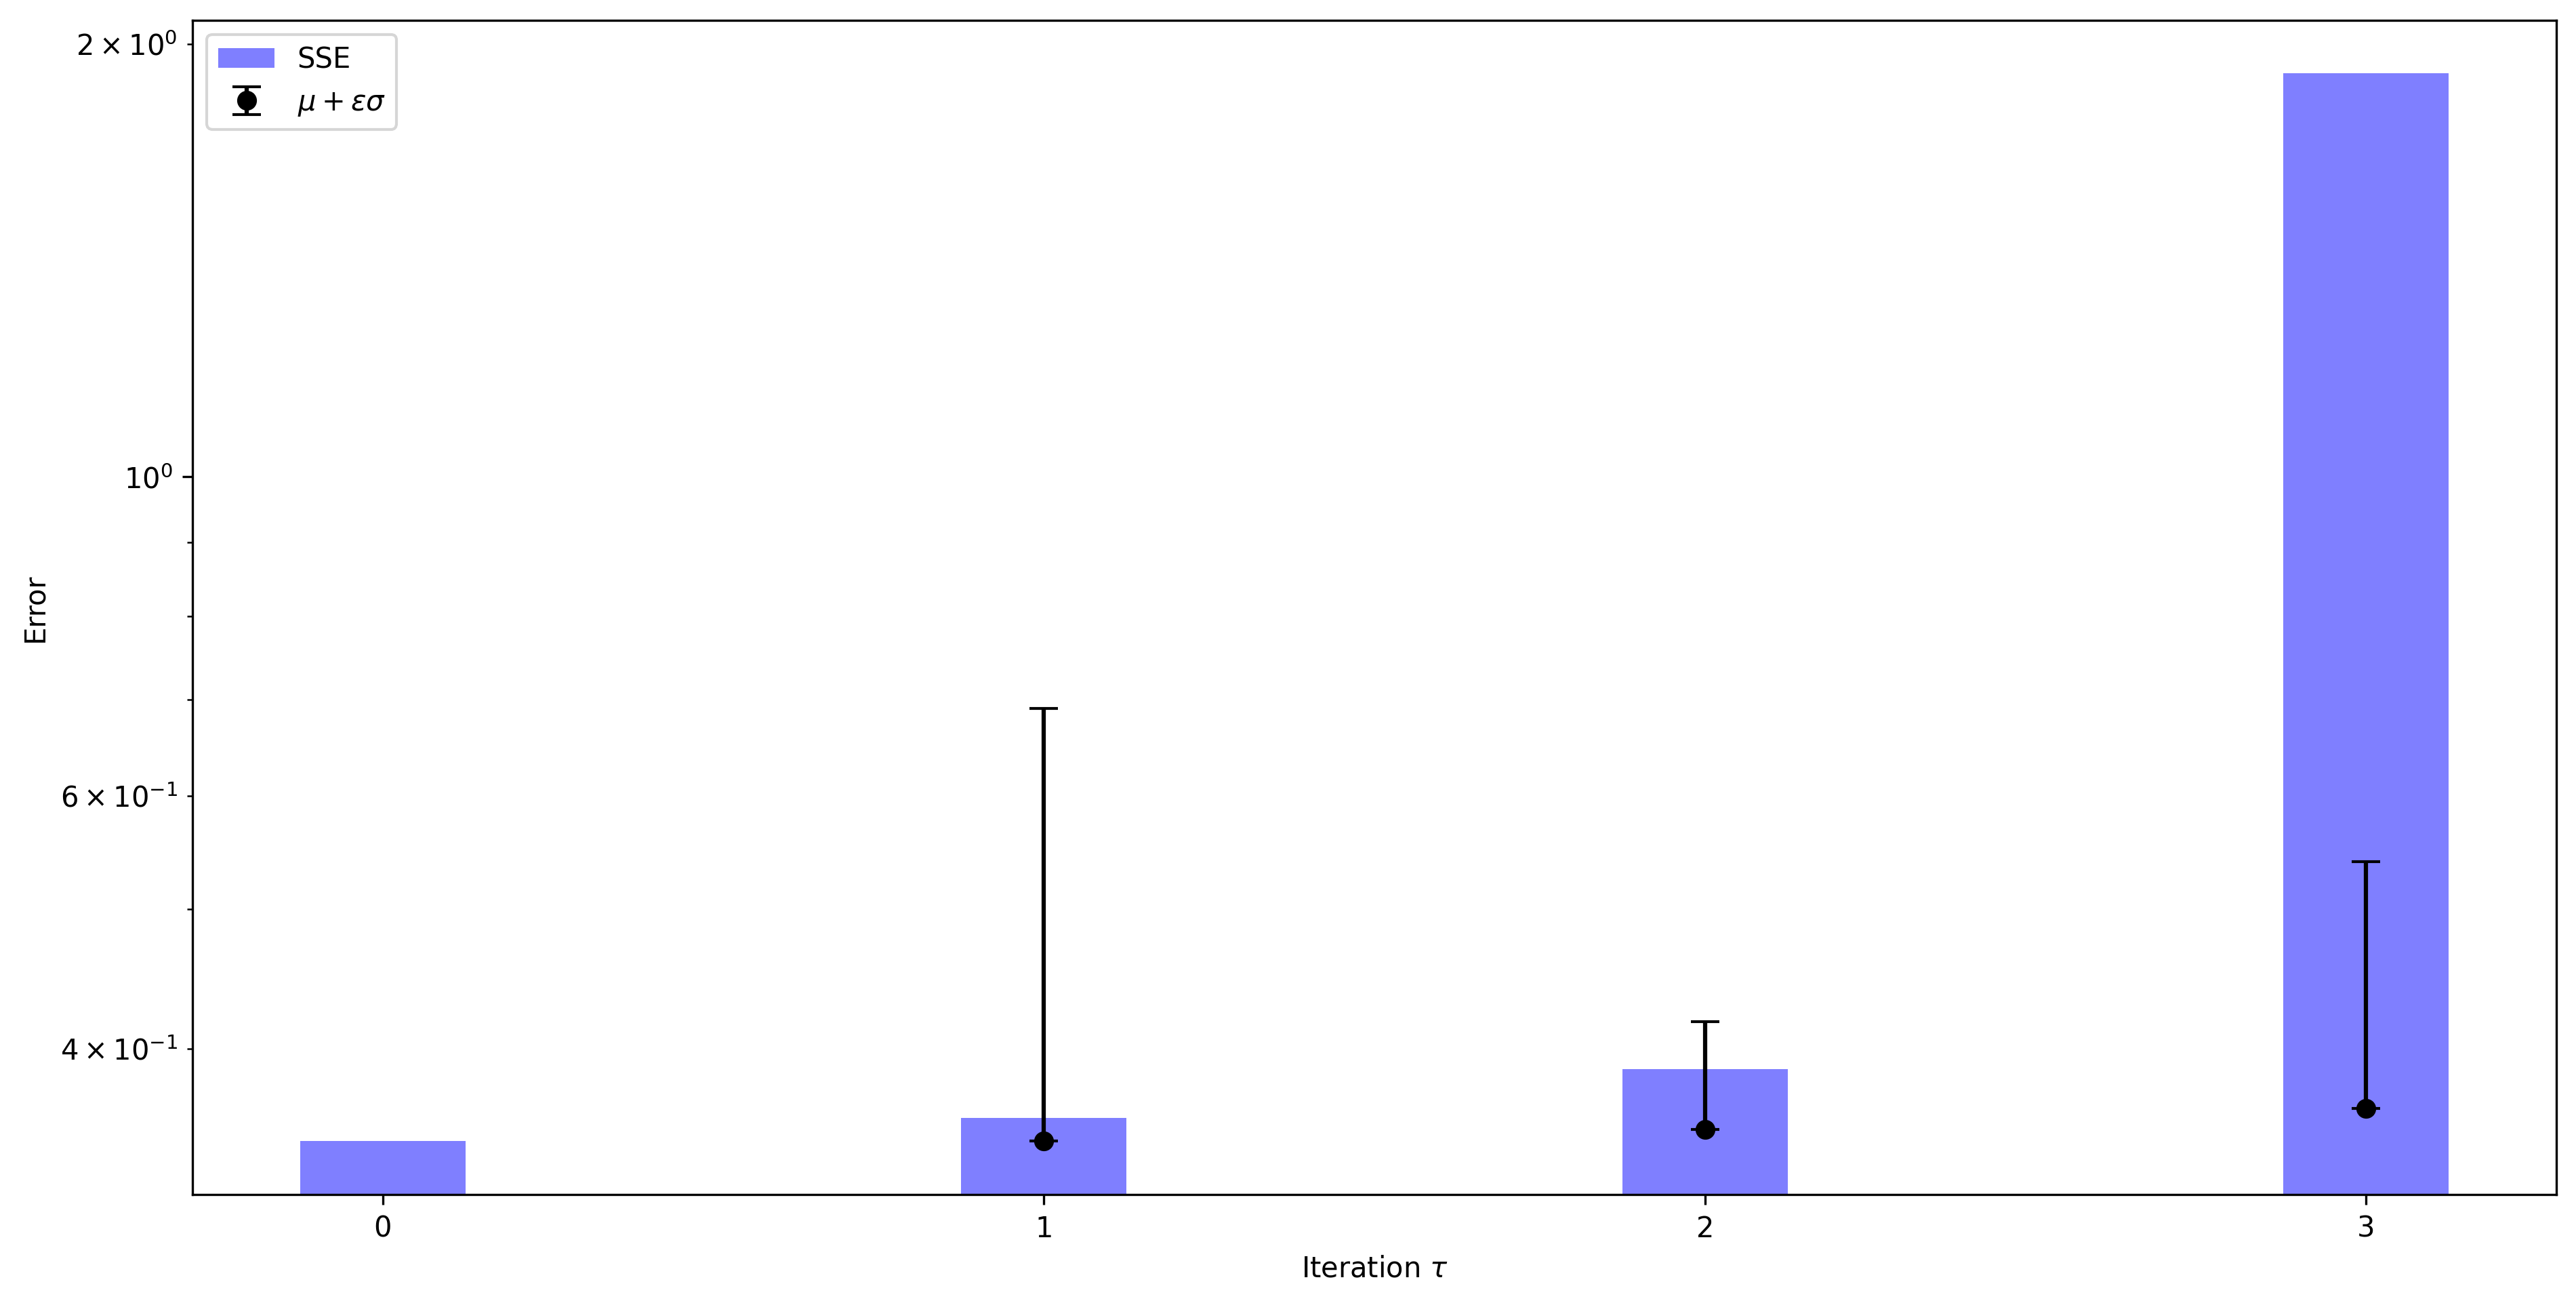 2 × 10⁰
SSE
μ + εσ
10⁰
Error
6 × 10⁻¹
4 × 10⁻¹
0 1 2 3
Iteration τ